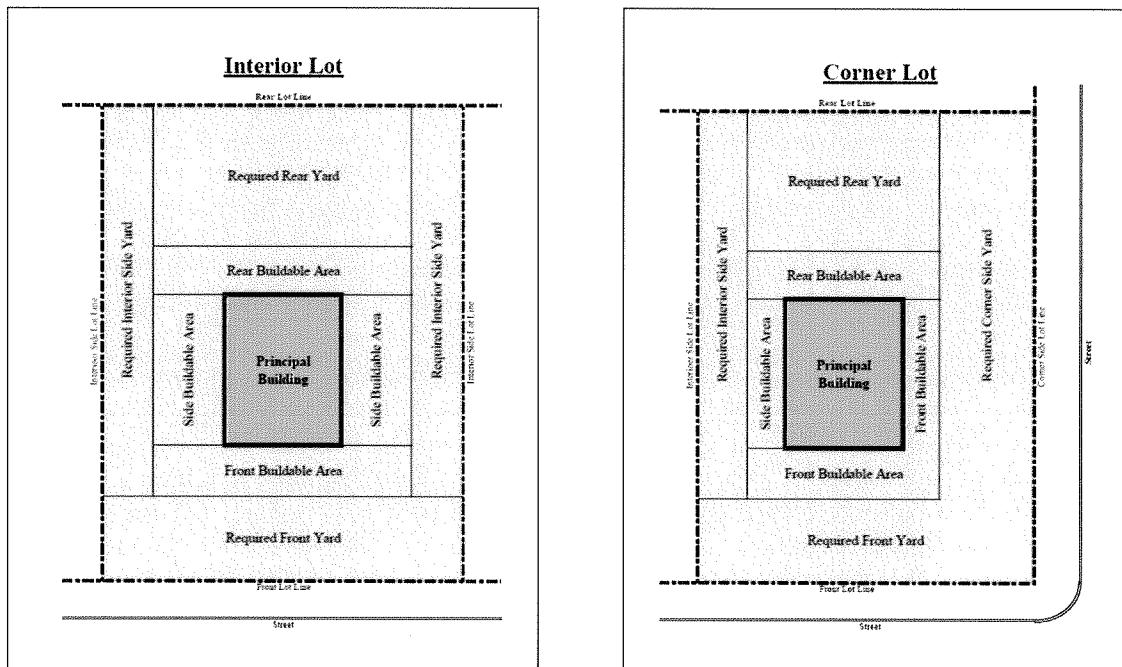 Interior Lot
Rear Lot Line
Required Rear Yard
Rear Buildable Area
Interior Side Lot Line
Required Interior Side Yard
Side Buildable Area
Principal
Building
Side Buildable Area
Required Interior Side Yard
Interior Side Lot Line
Front Buildable Area
Required Front Yard
Front Lot Line
Street
Corner Lot
Rear Lot Line
Required Rear Yard
Rear Buildable Area
Interior Side Lot Line
Required Interior Side Yard
Side Buildable Area
Principal
Building
Front Buildable Area
Required Corner Side Yard
Corner Side Lot Line
Street
Front Buildable Area
Required Front Yard
Front Lot Line
Street